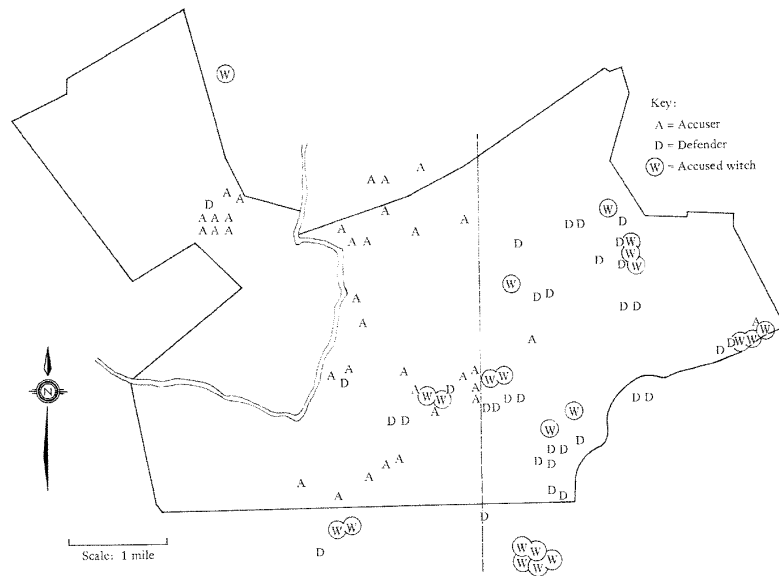 W
Key:
A = Accuser
D = Defender
W = Accused witch
A
A A
A A
D A W
A A A A D D D
A A A A A
A A D D W
W
D D W
W
A D D
D D
A A
W
A D W W
D
A A A
A A W W
D A
A D
N W W A D D D D
A D D W
D D
W
D
D D
A D D
A
A
A
D D
A
D
W W
W W W
Scale: 1 mile
D
W W W